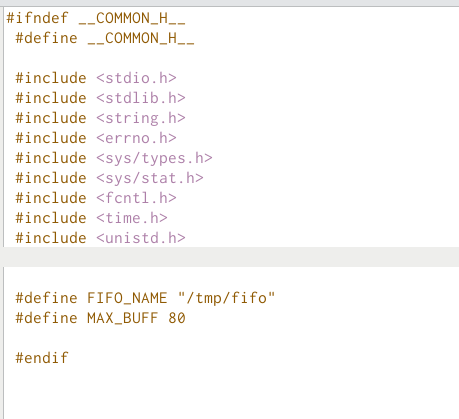 #ifndef __COMMON_H__
#define __COMMON_H__
#include <stdio.h>
#include <stdlib.h>
#include <string.h>
#include <errno.h>
#include <sys/types.h>
#include <sys/stat.h>
#include <fcntl.h>
#include <time.h>
#include <unistd.h>
#define FIFO_NAME "/tmp/fifo"
#define MAX_BUFF 80
#endif